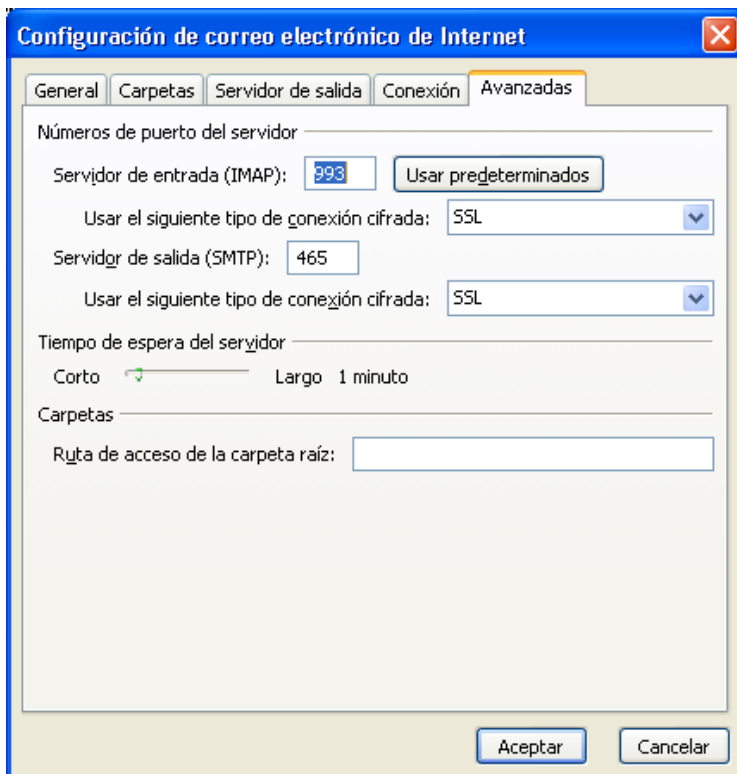 Configuración de correo electrónico de Internet
General Carpetas Servidor de salida Conexión Avanzadas
Números de puerto del servidor
Servidor de entrada (IMAP): 993 Usar predeterminados
Usar el siguiente tipo de conexión cifrada: SSL
Servidor de salida (SMTP): 465
Usar el siguiente tipo de conexión cifrada: SSL
Tiempo de espera del servidor
Corto Largo 1 minuto
Carpetas
Ruta de acceso de la carpeta raíz:
Aceptar Cancelar